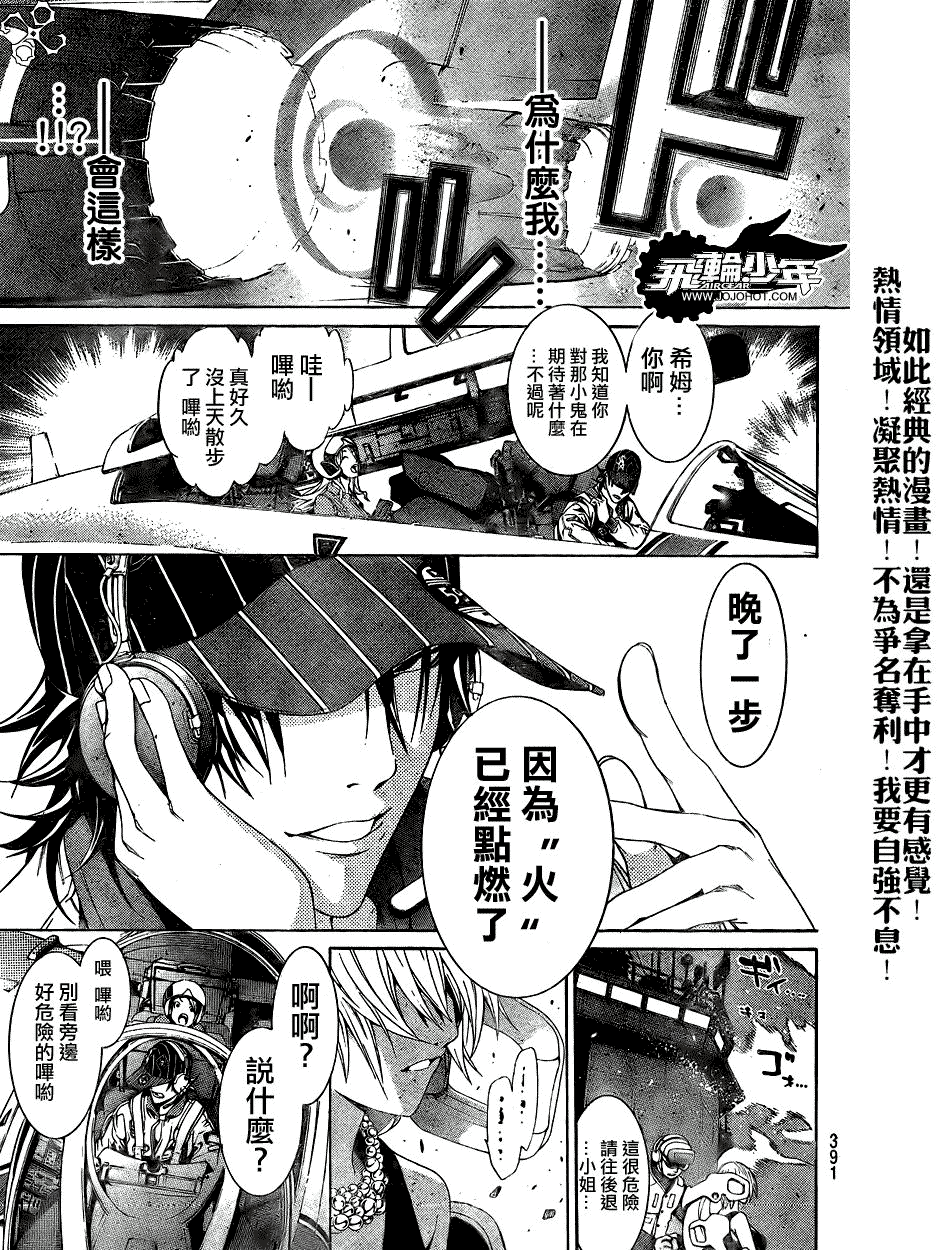 ——為什麼我……
——會這樣
…!!?
飛輪少年
AIRGEAR
WWW.JOJOHOT.COM
希姆…
你啊
我知道你
對那小鬼在
期待著什麼
…不過呢
哇——
嗶喲
真好久
沒上天散步
了 嗶喲
晚了一步
因為〝火〞
已經點燃了
這很危險
請往後退
…小姐…
啊啊?
說什麼?
喂 嗶喲
別看旁邊
好危險的嗶喲
391
如此經典的漫畫!還是拿在手中才更有感覺!
熱情領域!凝聚熱情!不為爭名奪利!我要自強不息!